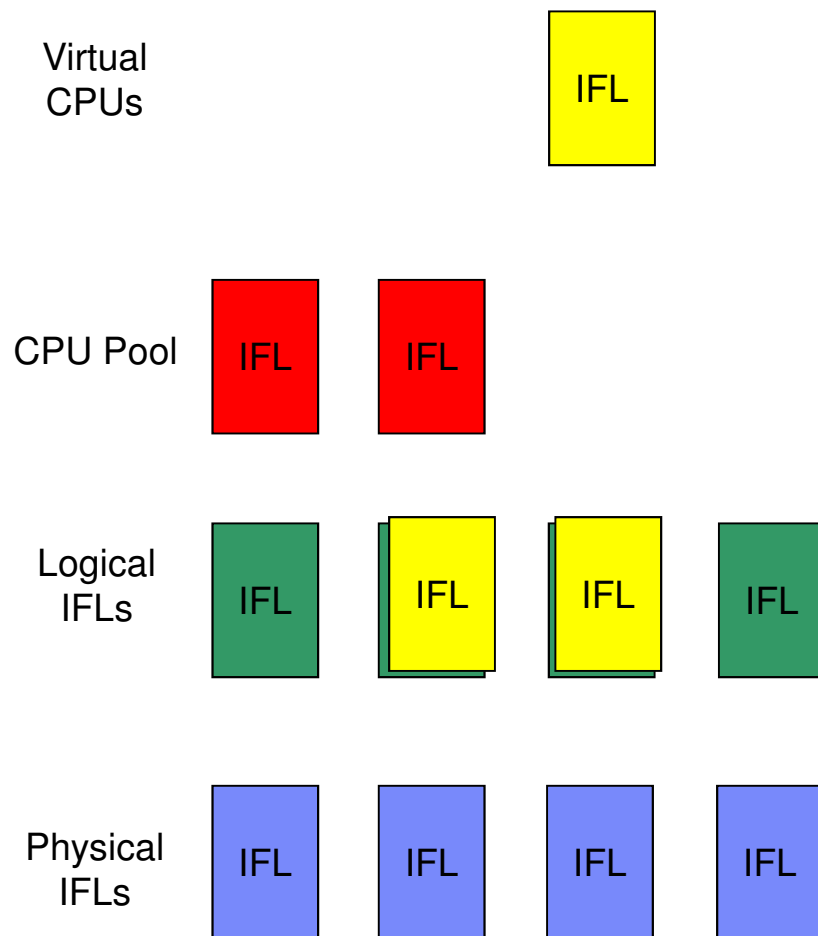 Virtual
CPUs
IFL
CPU Pool
IFL IFL
Logical
IFLs
IFL IFL IFL IFL
Physical
IFLs
IFL IFL IFL IFL